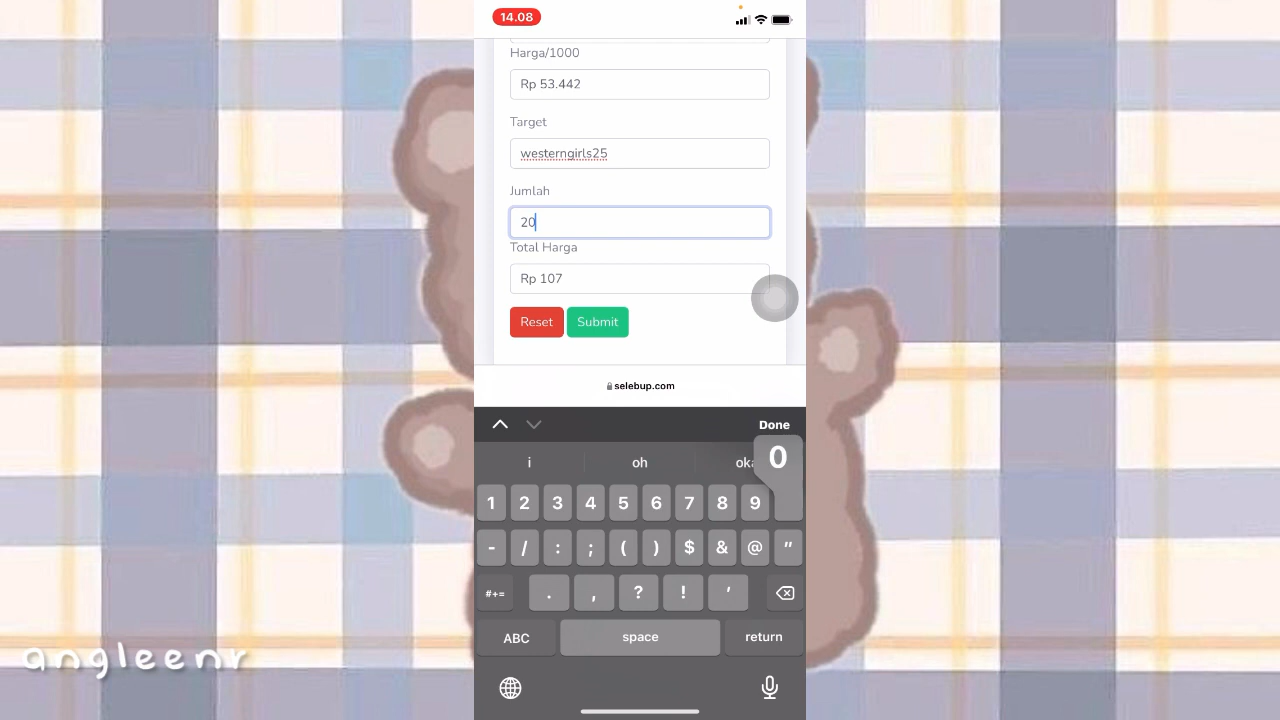 14.08
Harga/1000
Rp 53.442
Target
westerngirls25
Jumlah
20
Total Harga
Rp 107
Reset Submit
selebup.com
Done
i oh
0
1 2 3 4 5 6 7 8 9
- / : ; ( ) $ & @ "
#+= . , ? ! '
ABC space return
angleenr